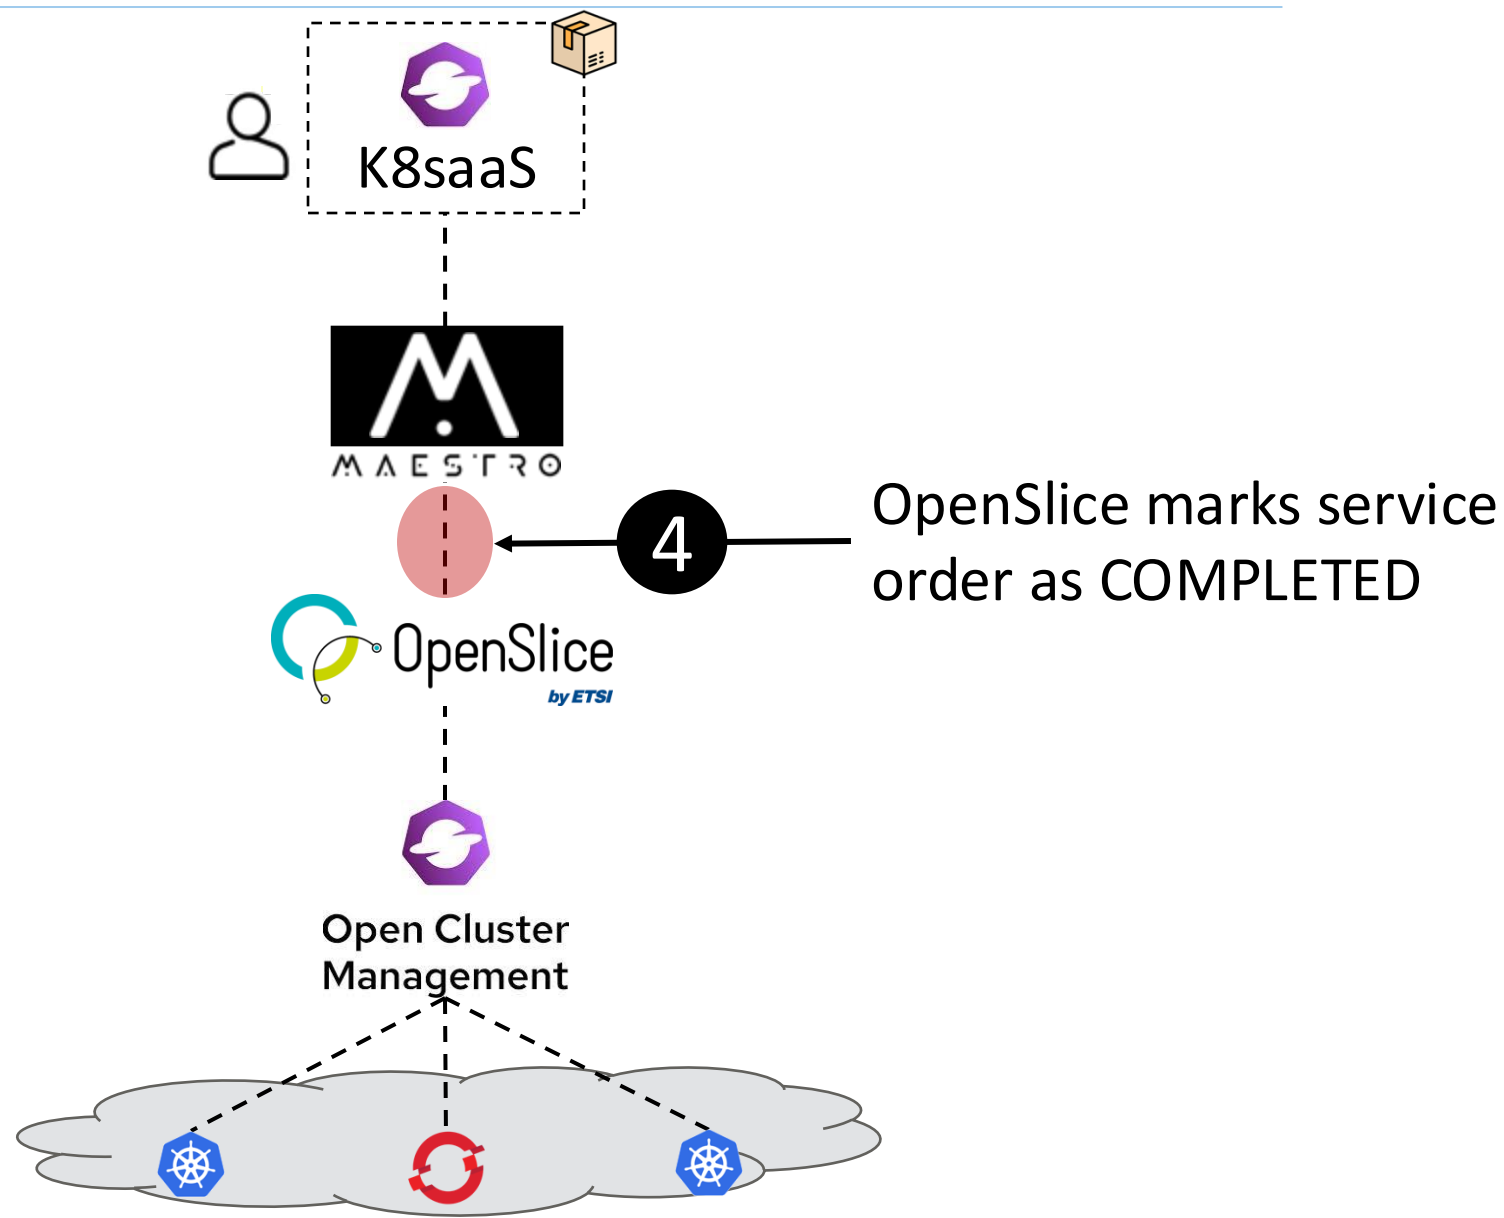 K8saaS
MAESTRO
4
OpenSlice marks service
order as COMPLETED
OpenSlice
by ETSI
Open Cluster
Management